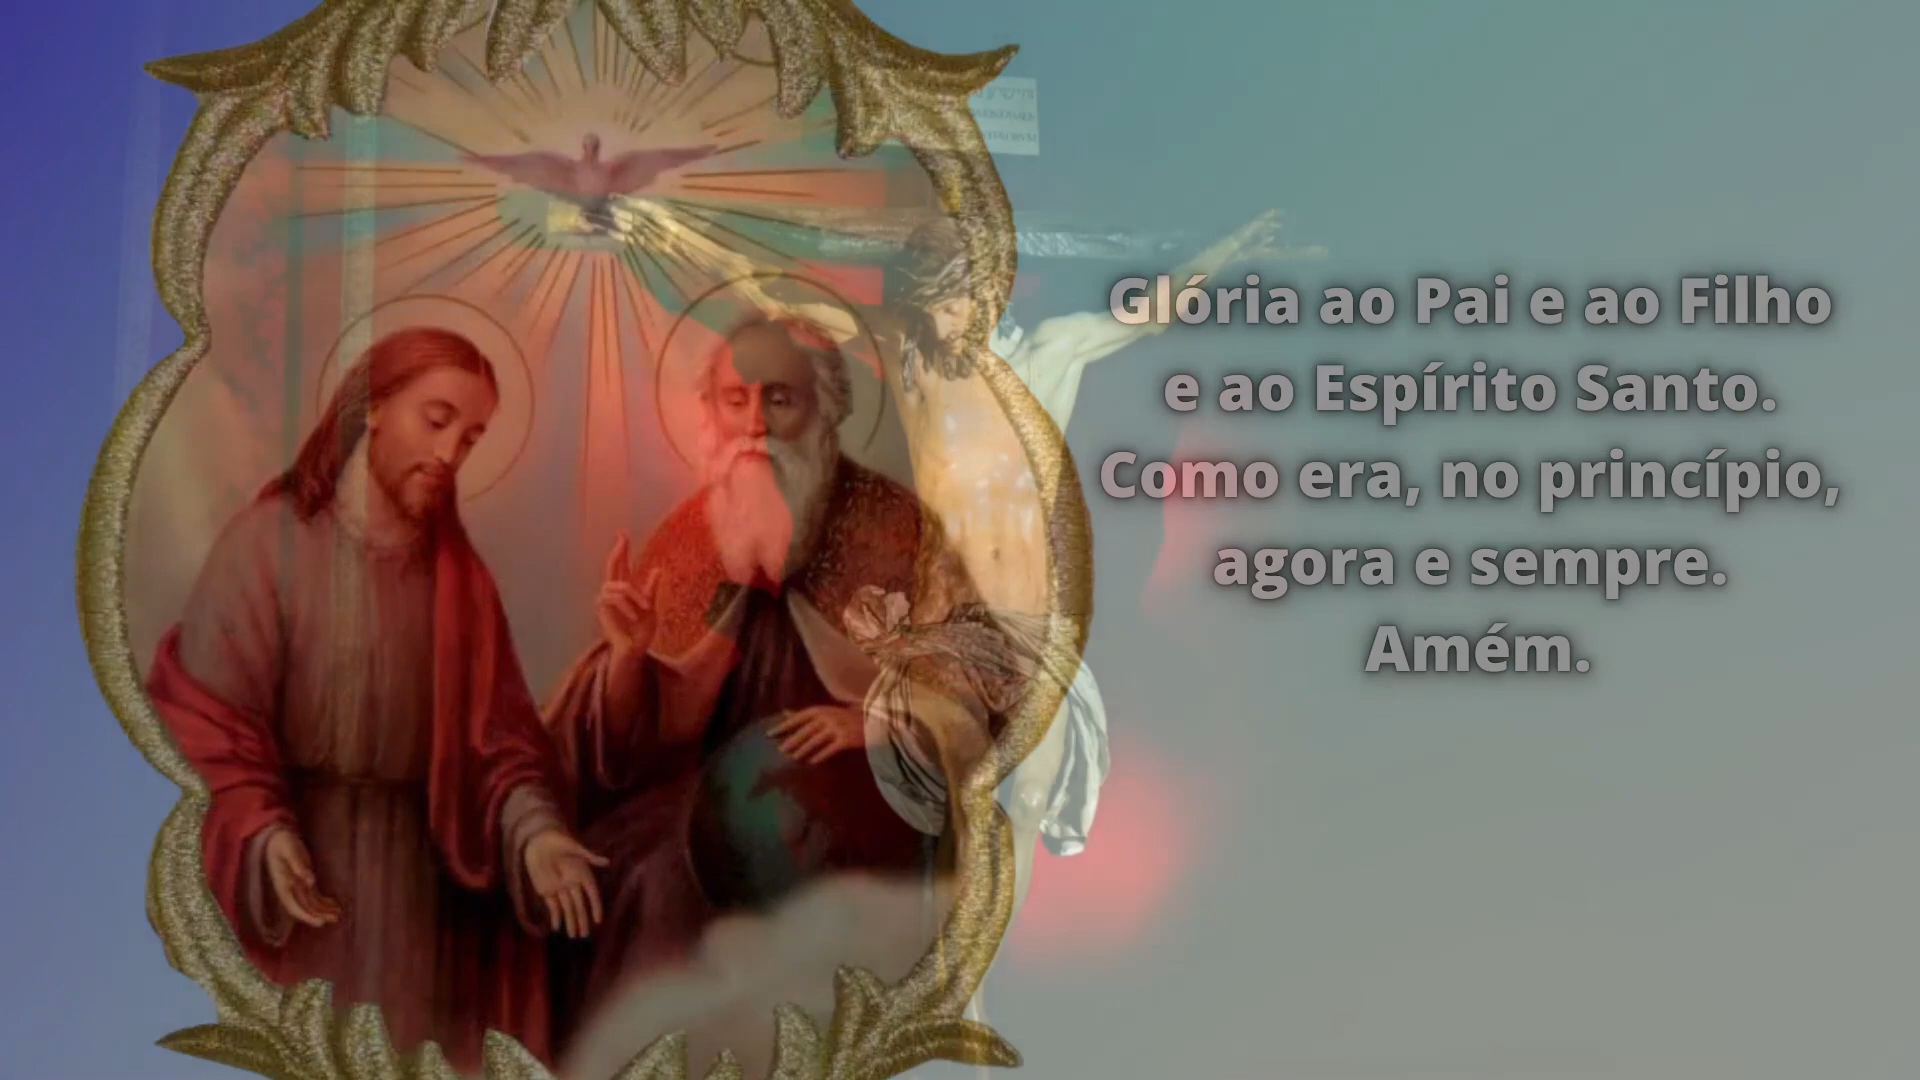 Glória ao Pai e ao Filho
e ao Espírito Santo.
Como era, no princípio,
agora e sempre.
Amém.